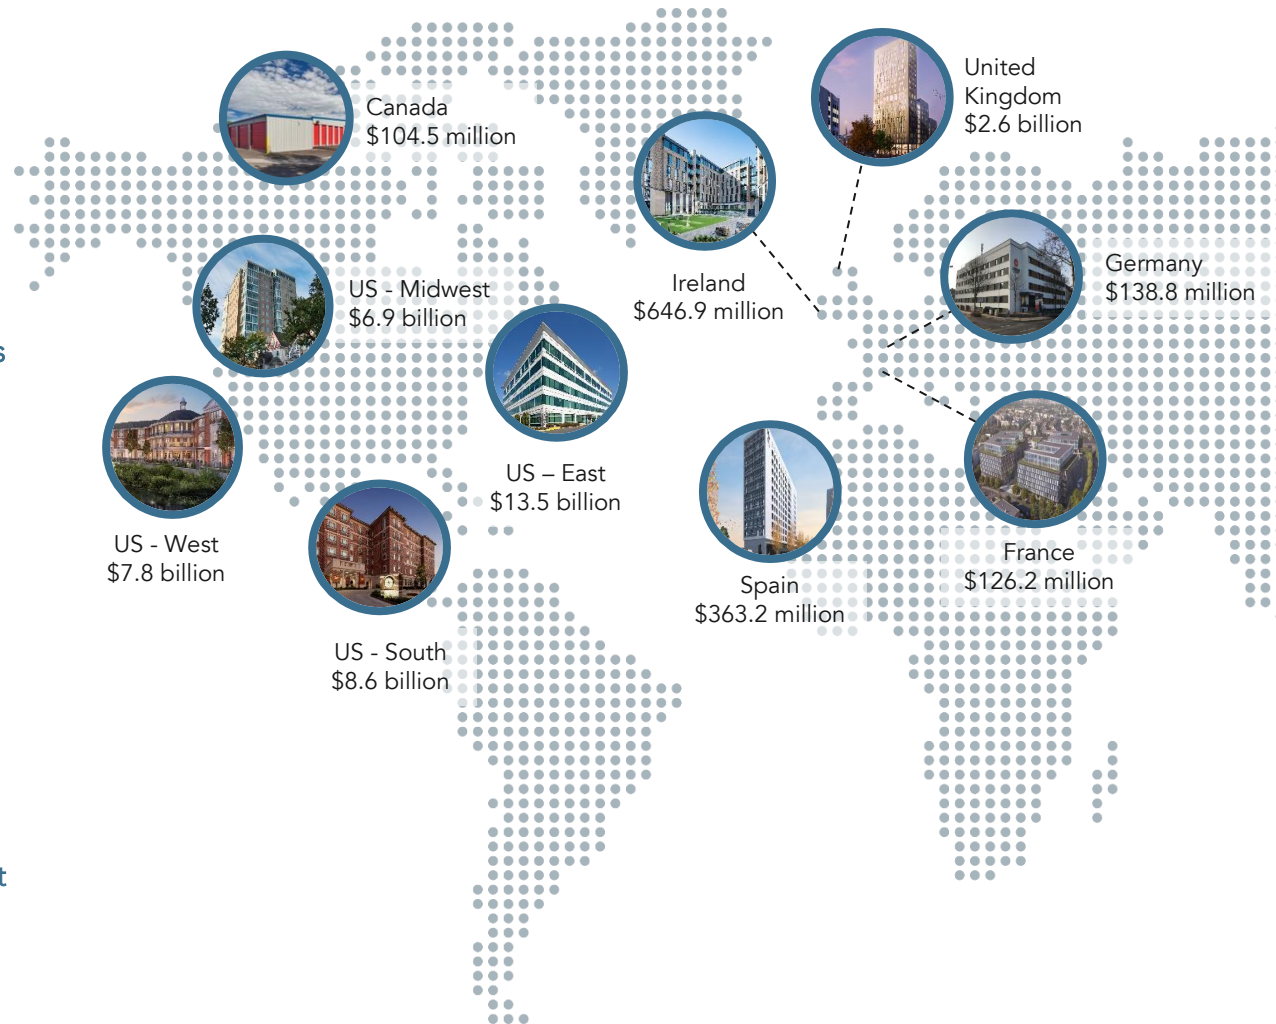 United
Kingdom
$2.6 billion
Canada
$104.5 million
Ireland
$646.9 million
Germany
$138.8 million
US - Midwest
$6.9 billion
s
US – East
$13.5 billion
US - West
$7.8 billion
France
$126.2 million
Spain
$363.2 million
US - South
$8.6 billion
t